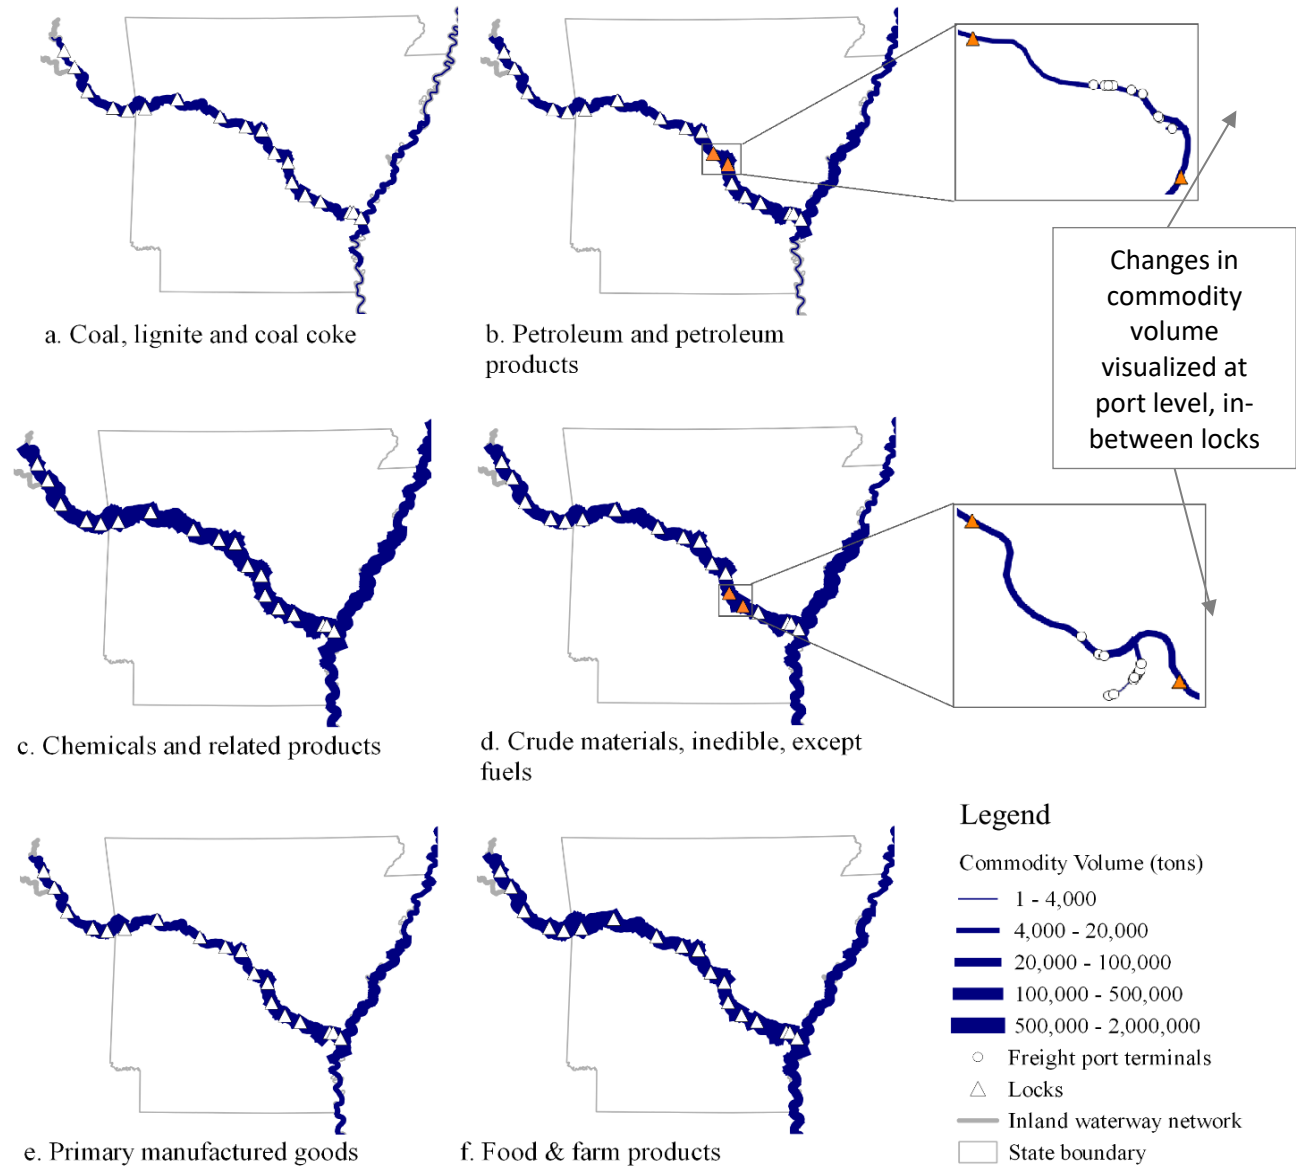 a. Coal, lignite and coal coke
b. Petroleum and petroleum
products
Changes in
commodity
volume
visualized at
port level, in-
between locks
c. Chemicals and related products
d. Crude materials, inedible, except
fuels
e. Primary manufactured goods
f. Food & farm products
Legend
Commodity Volume (tons)
1 - 4,000
4,000 - 20,000
20,000 - 100,000
100,000 - 500,000
500,000 - 2,000,000
Freight port terminals
Locks
Inland waterway network
State boundary